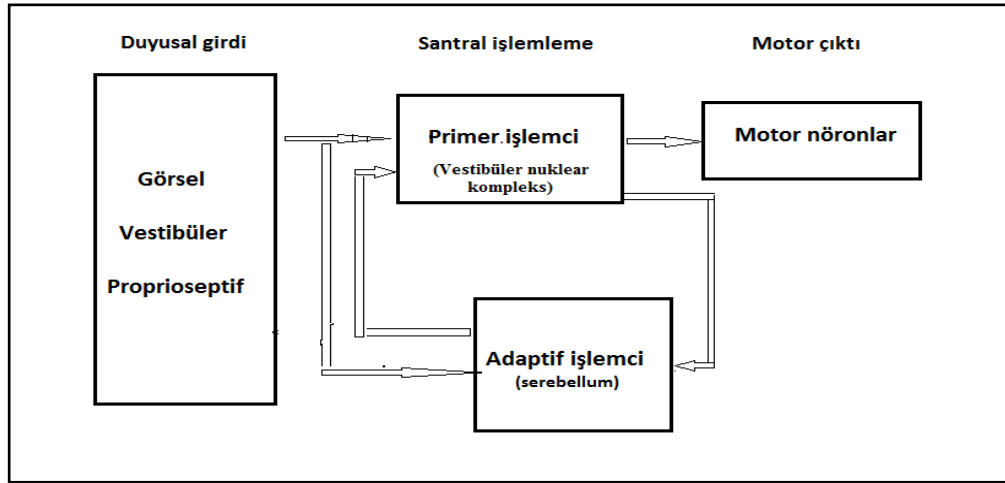 Duyusal girdi
Santral işlemleme
Motor çıktı
Görsel
Vestibüler
Proprioseptif
Primer.işlemci
(Vestibüler nuklear
kompleks)
Motor nöronlar
Adaptif işlemci
(serebellum)